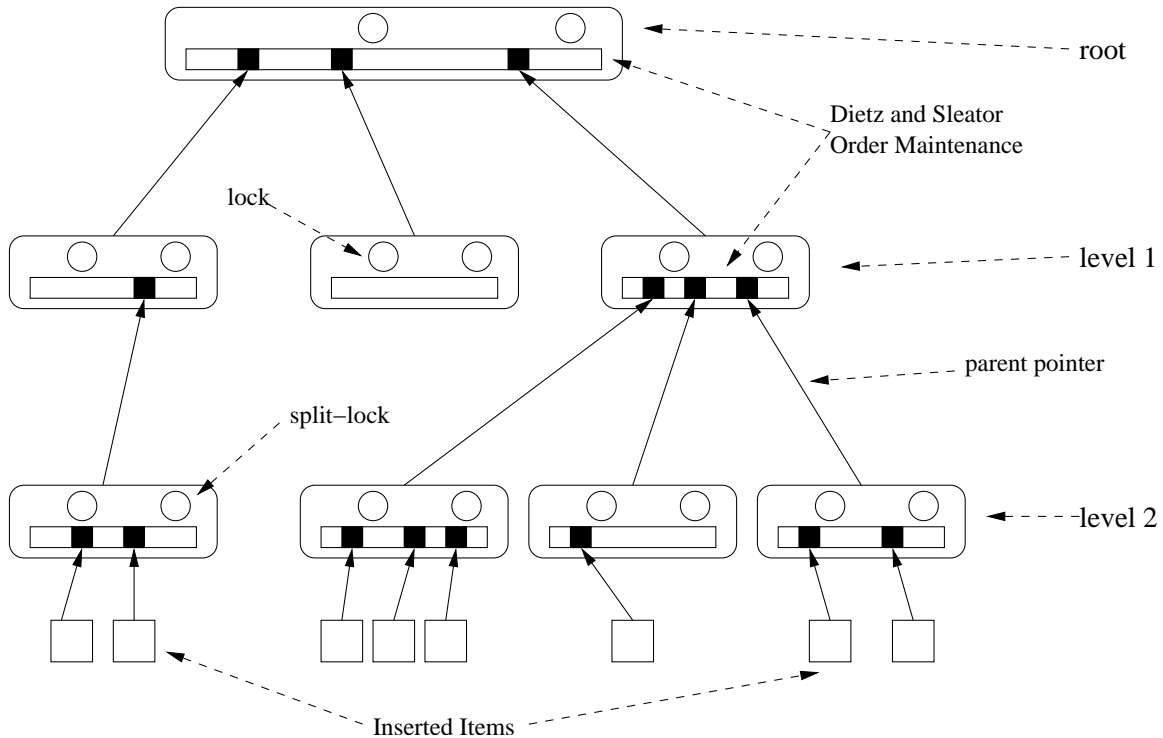 root
Dietz and Sleator
Order Maintenance
lock
level 1
parent pointer
split−lock
level 2
Inserted Items